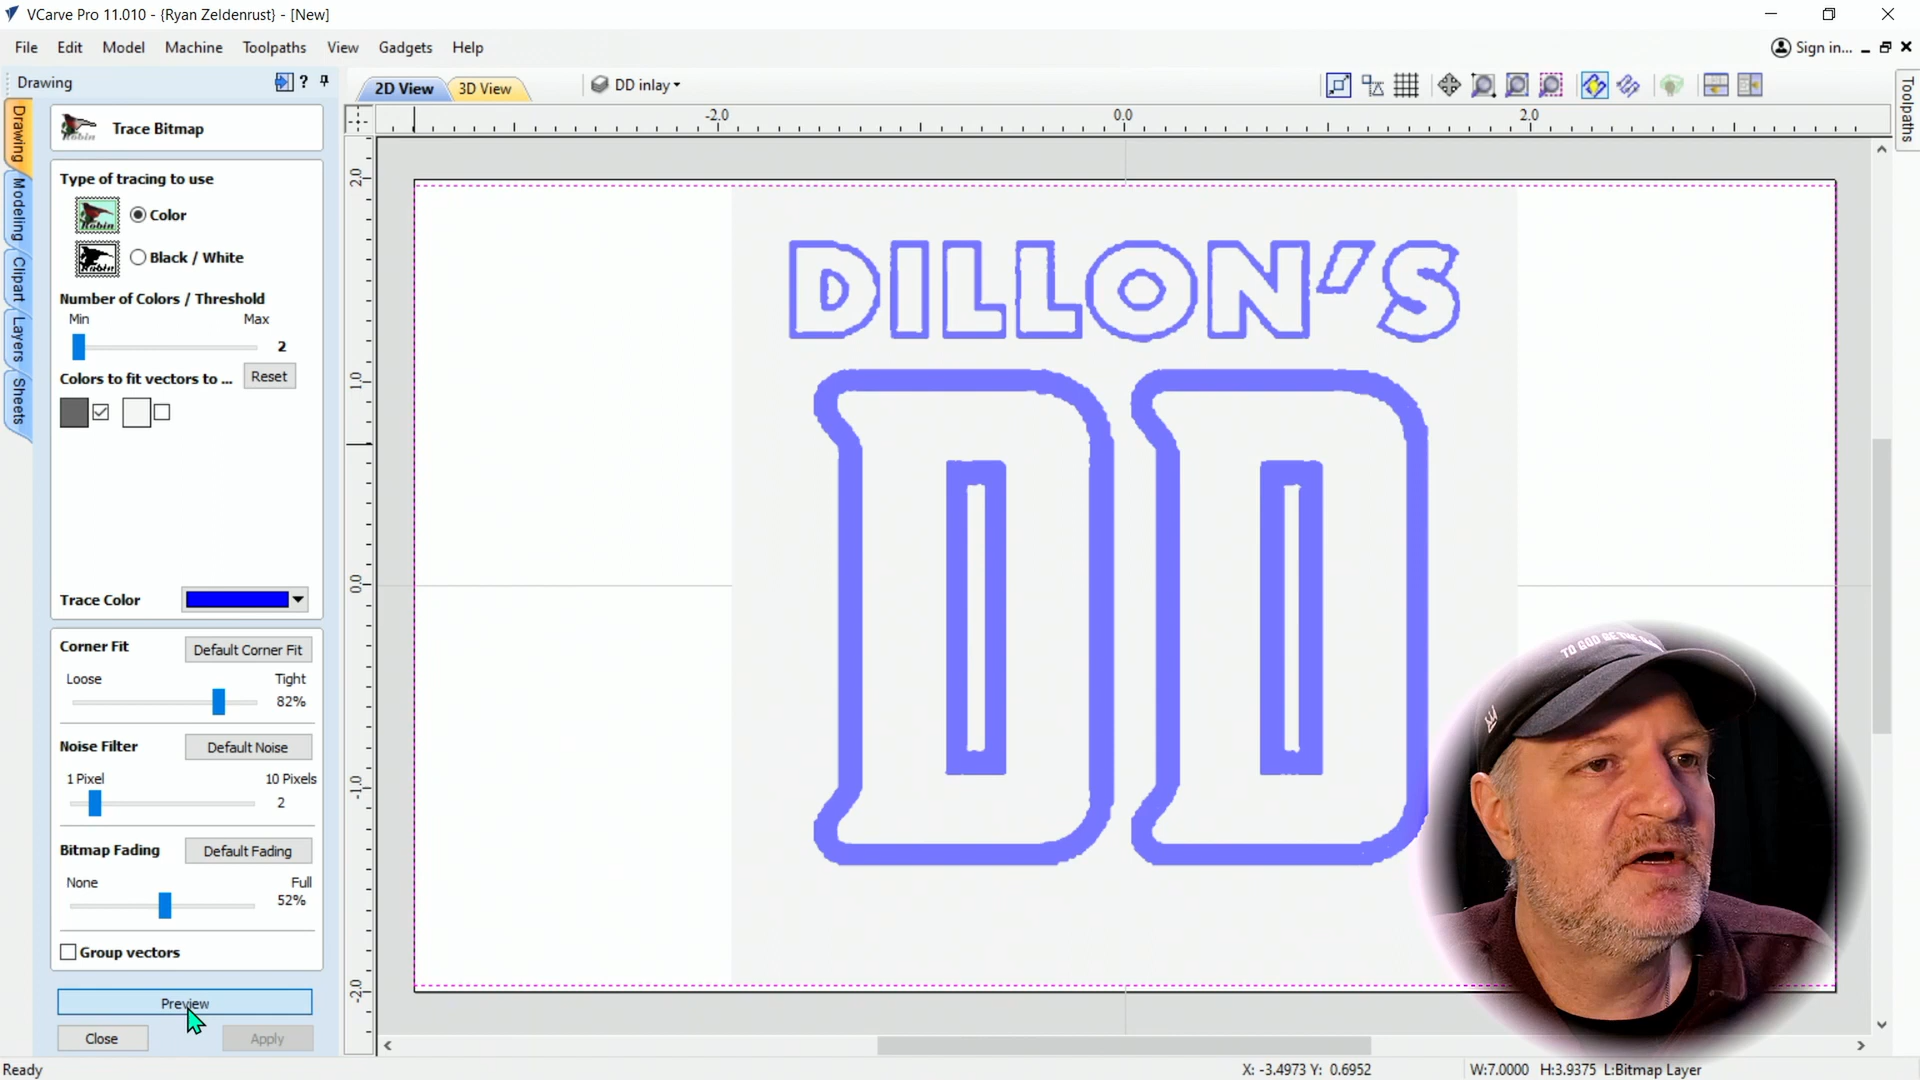 VCarve Pro 11.010 - {Ryan Zeldenrust} - [New]
File Edit Model Machine Toolpaths View Gadgets Help
Sign in...
Drawing
2D View 3D View DD inlay
Toolpaths
Drawing
Modeling
Clipart
Layers
Sheets
Trace Bitmap
Type of tracing to use
Color
Black / White
Number of Colors / Threshold
Min Max
2
Colors to fit vectors to ... Reset
Trace Color
Corner Fit Default Corner Fit
Loose Tight
82%
Noise Filter Default Noise
1 Pixel 10 Pixels
2
Bitmap Fading Default Fading
None Full
52%
Group vectors
Preview
Close Apply
-2.0 0.0 2.0
2.0
1.0
0.0
-1.0
-2.0
DILLON'S
DD
TO GOD BE THE
Ready
X: -3.4973 Y: 0.6952
W:7.0000 H:3.9375 L:Bitmap Layer